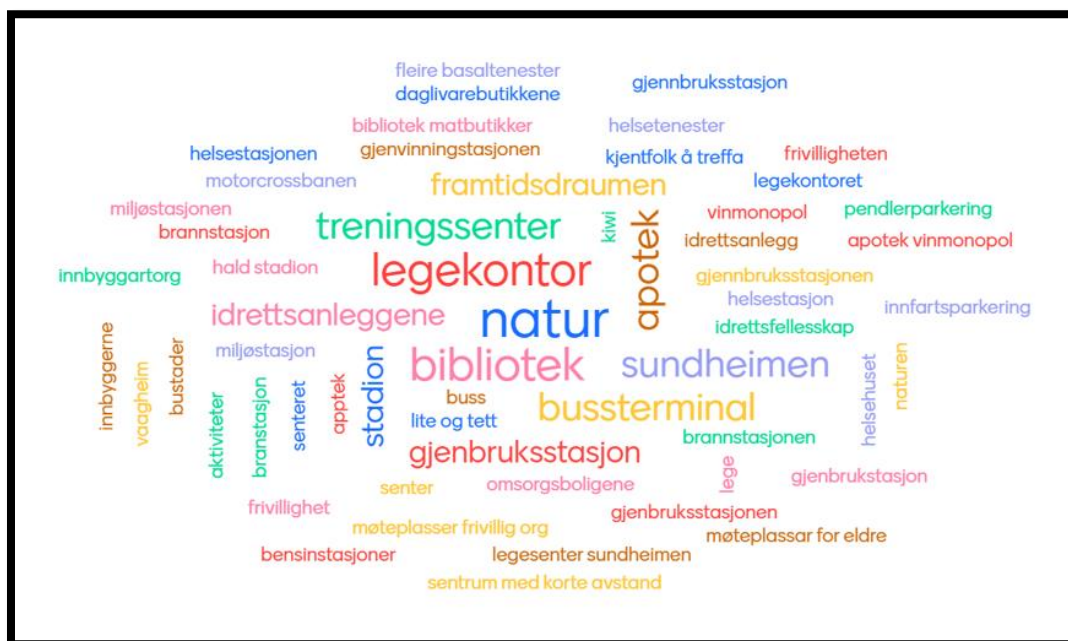 fleire basaltenester
daglivarebutikkene
gjennbruksstasjon
bibliotek matbutikker
helsetenester
helsestasjonen
gjenvinningstasjonen
kjentfolk å treffa
frivilligheten
motorcrossbanen
framtidsdraumen
legekontoret
miljøstasjonen
treningssenter
kiwi
apotek
vinmonopol
pendlerparkering
brannstasjon
idrettsanlegg
apotek vinmonopol
innbyggartorg
hald stadion
legekontor
gjennbruksstasjonen
helsestasjon
innfartsparkering
idrettsanleggene
natur
idrettsfellesskap
innbyggerne
vaagheim
bustader
miljøstasjon
stadion
bibliotek
sundheimen
helsehuset
naturen
aktiviteter
branstasjon
senteret
apptek
buss
bussterminal
lite og tett
brannstasjonen
gjenbruksstasjon
lege
gjenbrukstasjon
senter
omsorgsboligene
frivillighet
gjenbruksstasjonen
møteplasser frivillig org
møteplassar for eldre
bensinstasjoner
legesenter sundheimen
sentrum med korte avstand